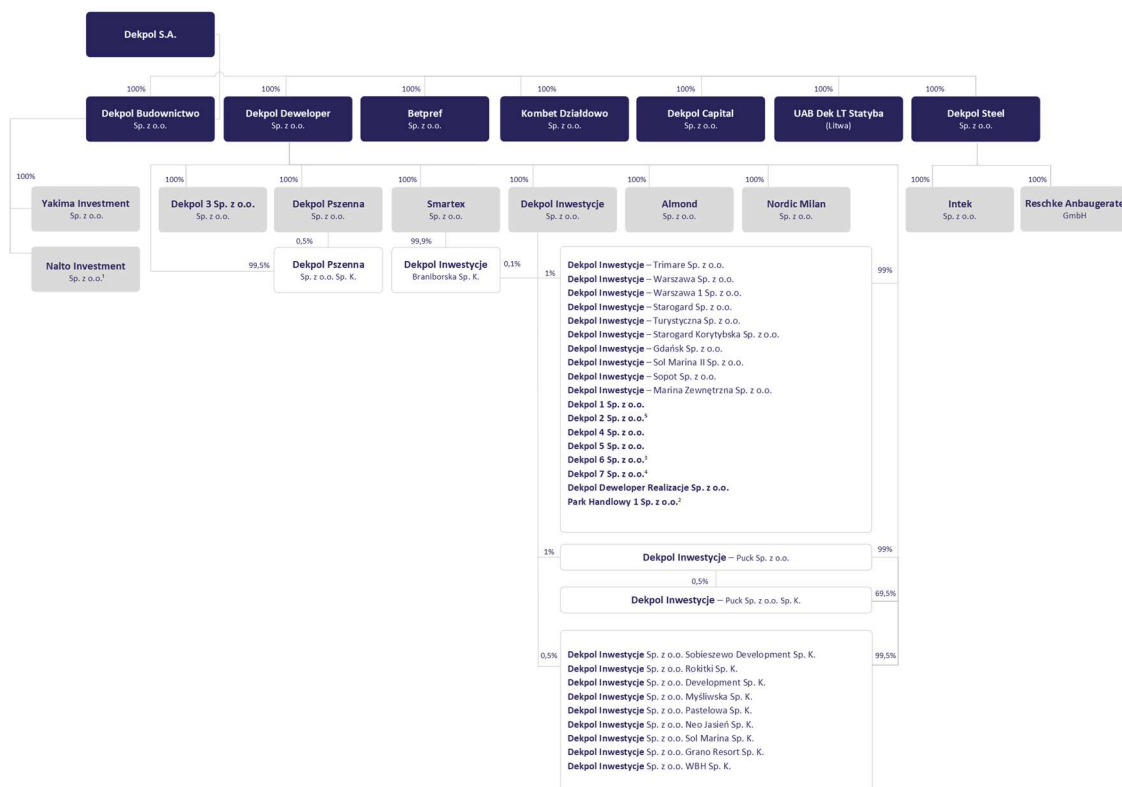 Dekpol S.A.
100%
100%
100%
100%
100%
100%
100%
Dekpol Budownictwo
Sp. z o.o.
Dekpol Deweloper
Sp. z o.o.
Betpref
Sp. z o.o.
Kombet Działdowo
Sp. z o.o.
Dekpol Capital
Sp. z o.o.
UAB Dek LT Statyba
(Litwa)
Dekpol Steel
Sp. z o.o.
100%
100%
100%
100%
100%
100%
100%
100%
100%
Yakima Investment
Sp. z o.o.
Dekpol 3 Sp. z o.o.
Sp. z o.o.
Dekpol Pszenna
Sp. z o.o.
Smartex
Sp. z o.o.
Dekpol Inwestycje
Sp. z o.o.
Almond
Sp. z o.o.
Nordic Milan
Sp. z o.o.
Intek
Sp. z o.o.
Reschke Anbaugerate
GmbH
0,5%
99,9%
Nalto Investment
Sp. z o.o.¹
99,5%
Dekpol Pszenna
Sp. z o.o. Sp. K.
Dekpol Inwestycje
Braniborska Sp. K.
0,1%
1%
99%
Dekpol Inwestycje – Trimare Sp. z o.o.
Dekpol Inwestycje – Warszawa Sp. z o.o.
Dekpol Inwestycje – Warszawa 1 Sp. z o.o.
Dekpol Inwestycje – Starogard Sp. z o.o.
Dekpol Inwestycje – Turystyczna Sp. z o.o.
Dekpol Inwestycje – Starogard Korytybska Sp. z o.o.
Dekpol Inwestycje – Gdańsk Sp. z o.o.
Dekpol Inwestycje – Sol Marina II Sp. z o.o.
Dekpol Inwestycje – Sopot Sp. z o.o.
Dekpol Inwestycje – Marina Zewnętrzna Sp. z o.o.
Dekpol 1 Sp. z o.o.
Dekpol 2 Sp. z o.o.⁵
Dekpol 4 Sp. z o.o.
Dekpol 5 Sp. z o.o.
Dekpol 6 Sp. z o.o.³
Dekpol 7 Sp. z o.o.⁴
Dekpol Deweloper Realizacje Sp. z o.o.
Park Handlowy 1 Sp. z o.o.²
1%
Dekpol Inwestycje – Puck Sp. z o.o.
99%
0,5%
Dekpol Inwestycje – Puck Sp. z o.o. Sp. K.
69,5%
0,5%
99,5%
Dekpol Inwestycje Sp. z o.o. Sobieszewo Development Sp. K.
Dekpol Inwestycje Sp. z o.o. Rokitki Sp. K.
Dekpol Inwestycje Sp. z o.o. Development Sp. K.
Dekpol Inwestycje Sp. z o.o. Myśliwska Sp. K.
Dekpol Inwestycje Sp. z o.o. Pastelowa Sp. K.
Dekpol Inwestycje Sp. z o.o. Neo Jasień Sp. K.
Dekpol Inwestycje Sp. z o.o. Sol Marina Sp. K.
Dekpol Inwestycje Sp. z o.o. Grano Resort Sp. K.
Dekpol Inwestycje Sp. z o.o. WBH Sp. K.